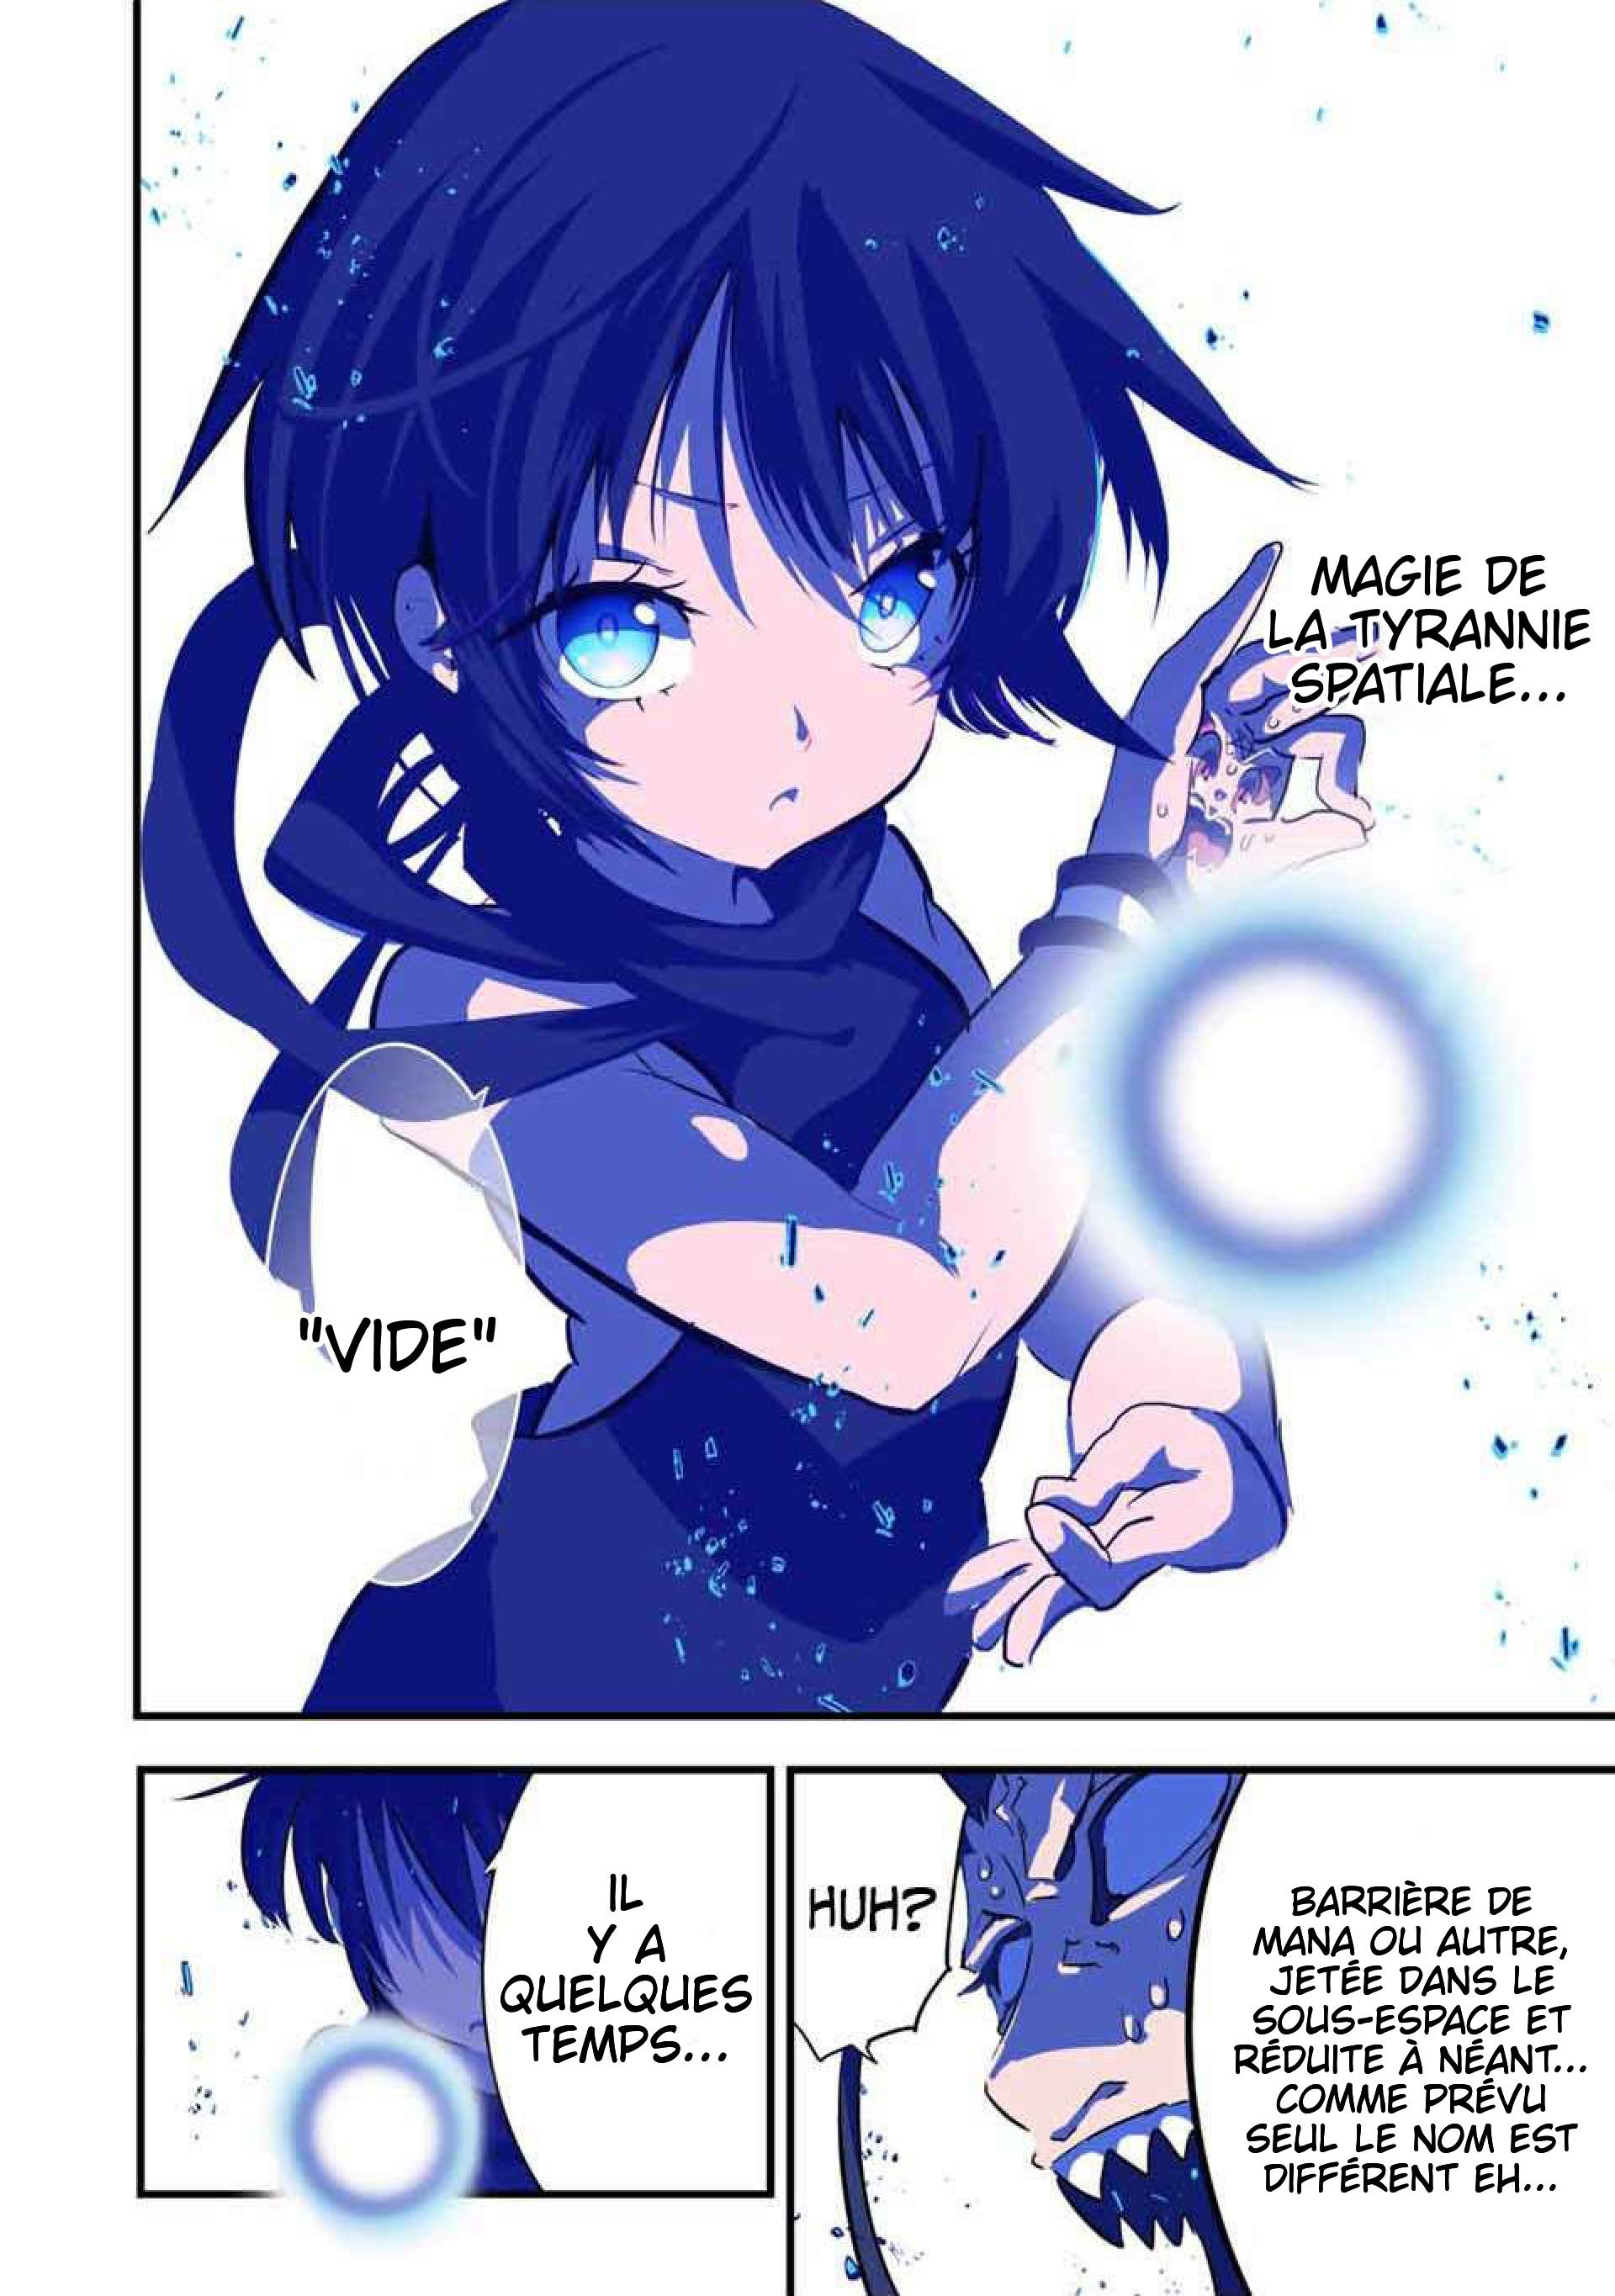 MAGIE DE
LA TYRANNIE
SPATIALE...
"VIDE"
BARRIÈRE DE
MANA OU AUTRE,
JETÉE DANS LE
SOUS-ESPACE ET
RÉDUITE À NÉANT...
COMME PRÉVU
SEUL LE NOM EST
DIFFÉRENT EH...
HUH?
IL
Y A
QUELQUES
TEMPS...